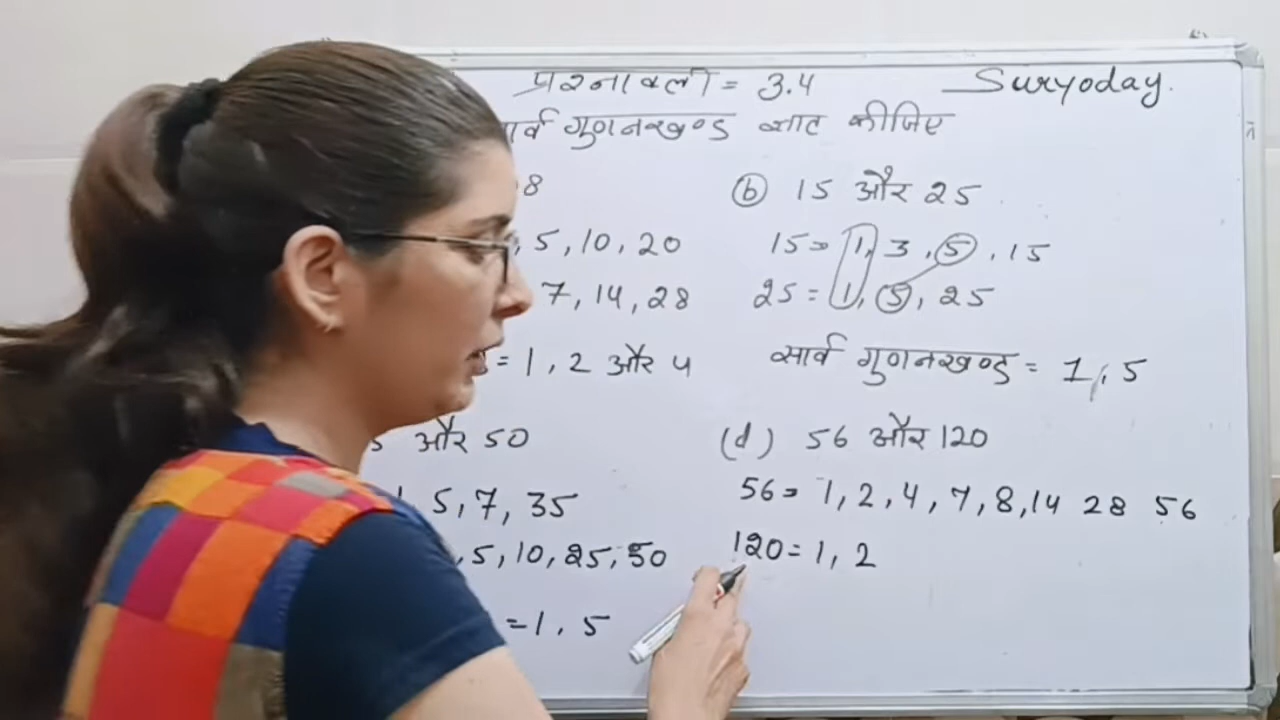 प्रश्नावली = 3.4
Suryoday.
सार्व गुणनखण्ड ज्ञात कीजिए
8
, 5, 10, 20
7, 14, 28
= 1, 2 और 4
5 और 50
1 5, 7, 35
, 5, 10, 25, 50
= 1, 5
(b) 15 और 25
15 = 1, 3, 5, 15
25 = 1, 5, 25
सार्व गुणनखण्ड = 1, 5
(d) 56 और 120
56 = 1, 2, 4, 7, 8, 14 28 56
120 = 1, 2